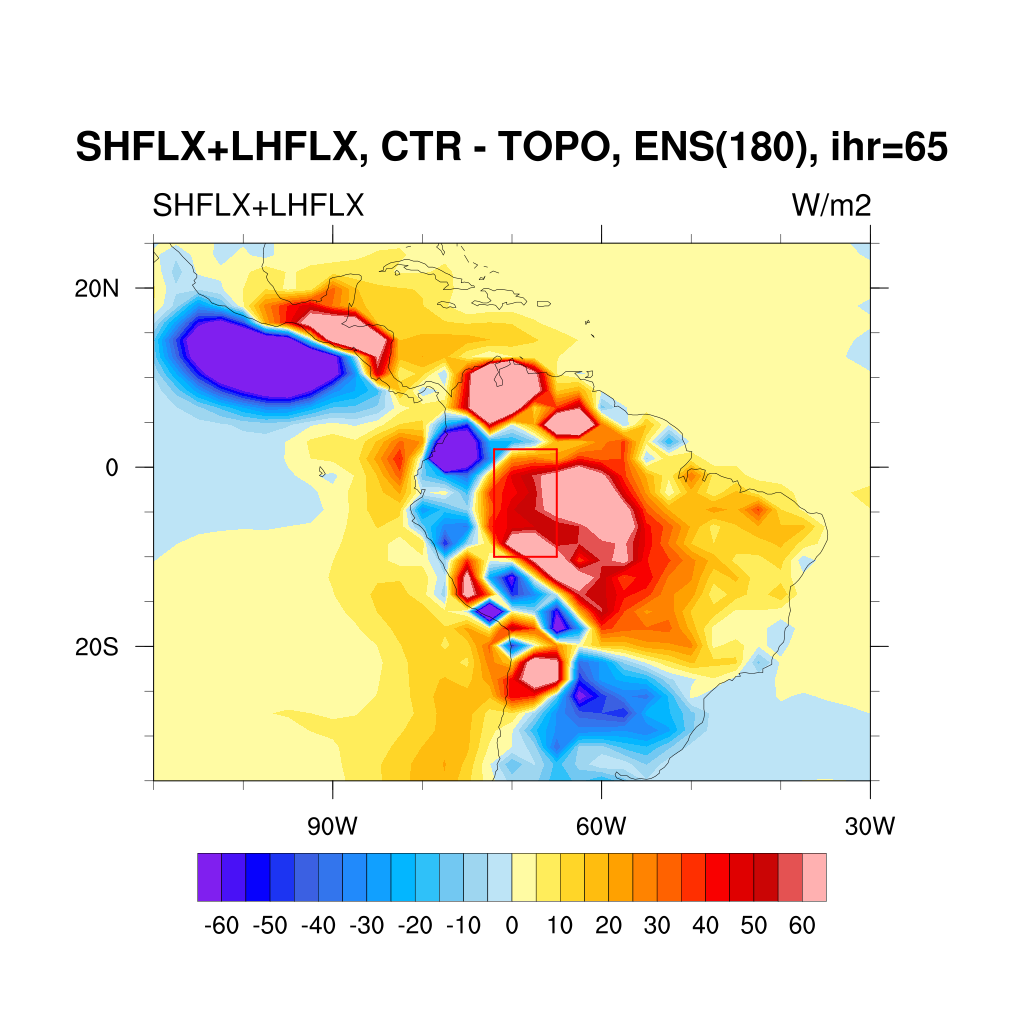 SHFLX+LHFLX, CTR - TOPO, ENS(180), ihr=65
SHFLX+LHFLX W/m2
20N
0
20S
90W 60W 30W
-60 -50 -40 -30 -20 -10 0 10 20 30 40 50 60